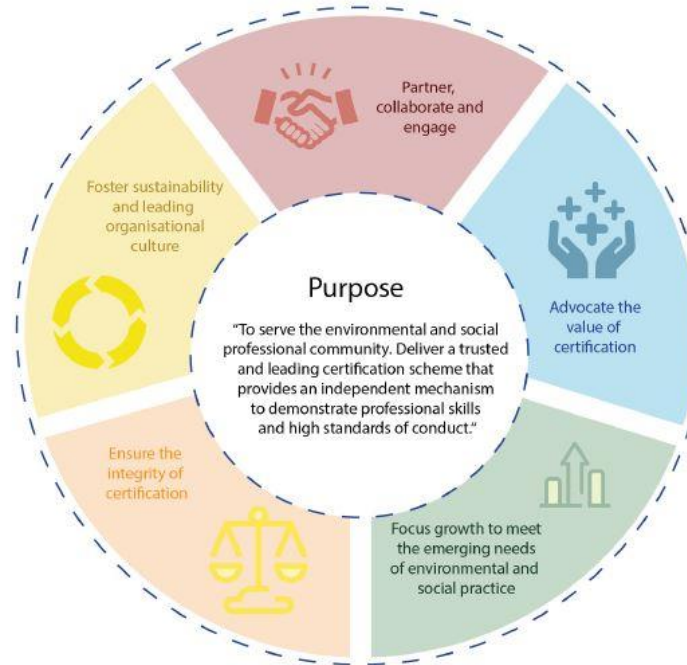 Partner,
collaborate and
engage
Advocate the
value of
certification
Focus growth to meet
the emerging needs
of environmental and
social practice
Ensure the
integrity of
certification
Foster sustainability
and leading
organisational
culture
Purpose
“To serve the environmental and social
professional community. Deliver a trusted
and leading certification scheme that
provides an independent mechanism
to demonstrate professional skills
and high standards of conduct.“